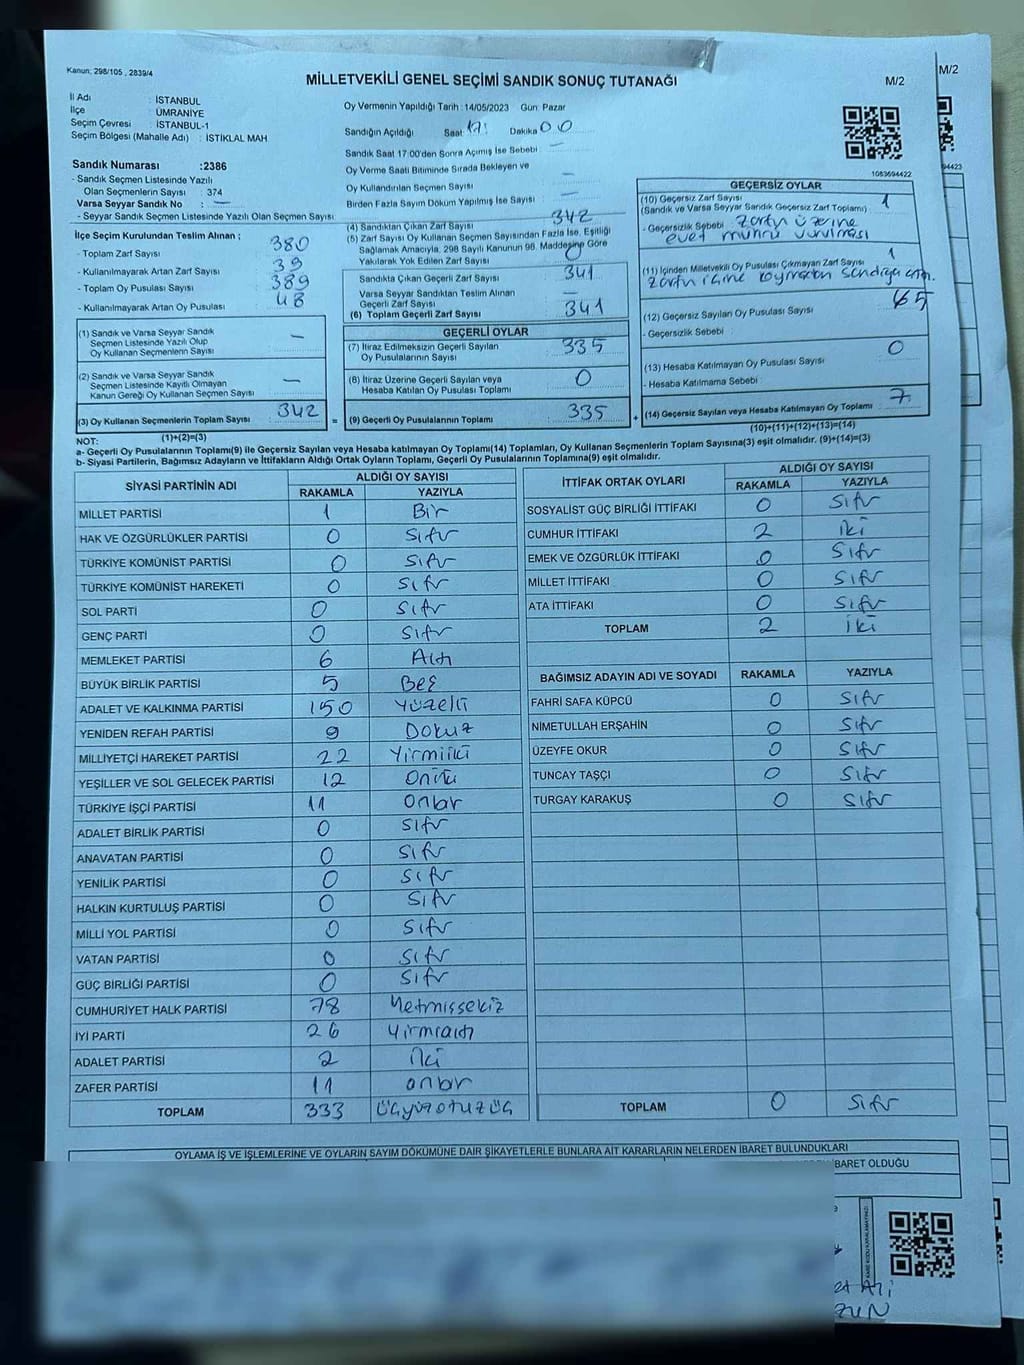 Kanun; 298/105 , 2839/4
MİLLETVEKİLİ GENEL SEÇİMİ SANDIK SONUÇ TUTANAĞI
M/2
M/2
İl Adı : İSTANBUL
İlçe : ÜMRANİYE
Seçim Çevresi : İSTANBUL-1
Seçim Bölgesi (Mahalle Adı) : İSTİKLAL MAH
Sandık Numarası :2386
- Sandık Seçmen Listesinde Yazılı
Olan Seçmenlerin Sayısı : 374
Varsa Seyyar Sandık No : —
- Seyyar Sandık Seçmen Listesinde Yazılı Olan Seçmen Sayısı
İlçe Seçim Kurulundan Teslim Alınan ;
- Toplam Zarf Sayısı 380
- Kullanılmayarak Artan Zarf Sayısı 39
- Toplam Oy Pusulası Sayısı 389
- Kullanılmayarak Artan Oy Pusulası 48
(1) Sandık ve Varsa Seyyar Sandık
Seçmen Listesinde Yazılı Olup
Oy Kullanan Seçmenlerin Sayısı —
(2) Sandık ve Varsa Seyyar Sandık
Seçmen Listesinde Kayıtlı Olmayan
Kanun Gereği Oy Kullanan Seçmen Sayısı —
(3) Oy Kullanan Seçmenlerin Toplam Sayısı 342
(1)+(2)=(3)
Oy Vermenin Yapıldığı Tarih :14/05/2023 Gün: Pazar
Sandığın Açıldığı Saat: 17: Dakika 00
Sandık Saat 17:00'den Sonra Açımış İse Sebebi : —
Oy Verme Saati Bitiminde Sırada Bekleyen ve
Oy Kullandırılan Seçmen Sayısı : —
Birden Fazla Sayım Döküm Yapılmış İse Sayısı : —
(4) Sandıktan Çıkan Zarf Sayısı 342
(5) Zarf Sayısı Oy Kullanan Seçmen Sayısından Fazla İse, Eşitliği
Sağlamak Amacıyla, 298 Sayılı Kanunun 98. Maddesine Göre
Yakılarak Yok Edilen Zarf Sayısı 0
Sandıkta Çıkan Geçerli Zarf Sayısı 341
Varsa Seyyar Sandıktan Teslim Alınan
Geçerli Zarf Sayısı —
(6) Toplam Geçerli Zarf Sayısı 341
GEÇERLİ OYLAR
(7) İtiraz Edilmeksizin Geçerli Sayılan
Oy Pusulalarının Sayısı 335
(8) İtiraz Üzerine Geçerli Sayılan veya
Hesaba Katılan Oy Pusulası Toplamı 0
= (9) Geçerli Oy Pusulalarının Toplamı 335
1083694422
94423
GEÇERSİZ OYLAR
(10) Geçersiz Zarf Sayısı 1
(Sandık ve Varsa Seyyar Sandık Geçersiz Zarf Toplamı)
- Geçersizlik Sebebi : zarfın üzerine
evet mührü vurulması
(11) İçinden Milletvekili Oy Pusulası Çıkmayan Zarf Sayısı 1
zarfın içine koymadan sandığa
(12) Geçersiz Sayılan Oy Pusulası Sayısı
- Geçersizlik Sebebi :
(13) Hesaba Katılmayan Oy Pusulası Sayısı 0
- Hesaba Katılmama Sebebi :
+ (14) Geçersiz Sayılan veya Hesaba Katılmayan Oy Toplamı 7
(10)+(11)+(12)+(13)=(14)
NOT:
a- Geçerli Oy Pusulalarının Toplamı(9) ile Geçersiz Sayılan veya Hesaba katılmayan Oy Toplamı(14) Toplamları, Oy Kullanan Seçmenlerin Toplam Sayısına(3) eşit olmalıdır. (9)+(14)=(3)
b- Siyasi Partilerin, Bağımsız Adayların ve İttifakların Aldığı Ortak Oyların Toplamı, Geçerli Oy Pusulalarının Toplamına(9) eşit olmalıdır.
SİYASİ PARTİNİN ADI ALDIĞI OY SAYISI
RAKAMLA YAZIYLA
MİLLET PARTİSİ 1 Bir
HAK VE ÖZGÜRLÜKLER PARTİSİ 0 Sıfır
TÜRKİYE KOMÜNİST PARTİSİ 0 Sıfır
TÜRKİYE KOMÜNİST HAREKETİ 0 Sıfır
SOL PARTİ 0 Sıfır
GENÇ PARTİ 0 Sıfır
MEMLEKET PARTİSİ 6 Altı
BÜYÜK BİRLİK PARTİSİ 5 Beş
ADALET VE KALKINMA PARTİSİ 150 Yüzelli
YENİDEN REFAH PARTİSİ 9 Dokuz
MİLLİYETÇİ HAREKET PARTİSİ 22 Yirmiiki
YEŞİLLER VE SOL GELECEK PARTİSİ 12 Oniki
TÜRKİYE İŞÇİ PARTİSİ 11 Onbir
ADALET BİRLİK PARTİSİ 0 Sıfır
ANAVATAN PARTİSİ 0 Sıfır
YENİLİK PARTİSİ 0 Sıfır
HALKIN KURTULUŞ PARTİSİ 0 Sıfır
MİLLİ YOL PARTİSİ 0 Sıfır
VATAN PARTİSİ 0 Sıfır
GÜÇ BİRLİĞİ PARTİSİ 0 Sıfır
CUMHURİYET HALK PARTİSİ 78 Yetmişsekiz
İYİ PARTİ 26 Yirmialtı
ADALET PARTİSİ 2 iki
ZAFER PARTİSİ 11 onbir
TOPLAM 333 üçyüzotuzüç
İTTİFAK ORTAK OYLARI ALDIĞI OY SAYISI
RAKAMLA YAZIYLA
SOSYALİST GÜÇ BİRLİĞİ İTTİFAKI 0 Sıfır
CUMHUR İTTİFAKI 2 iki
EMEK VE ÖZGÜRLÜK İTTİFAKI 0 Sıfır
MİLLET İTTİFAKI 0 Sıfır
ATA İTTİFAKI 0 Sıfır
TOPLAM 2 iki
BAĞIMSIZ ADAYIN ADI VE SOYADI RAKAMLA YAZIYLA
FAHRİ SAFA KÜPCÜ 0 Sıfır
NİMETULLAH ERŞAHİN 0 Sıfır
ÜZEYFE OKUR 0 Sıfır
TUNCAY TAŞÇI 0 Sıfır
TURGAY KARAKUŞ 0 Sıfır
TOPLAM 0 Sıfır
OYLAMA İŞ VE İŞLEMLERİNE VE OYLARIN SAYIM DÖKÜMÜNE DAİR ŞİKAYETLERLE BUNLARA AİT KARARLARIN NELERDEN İBARET BULUNDUKLARI
BARET OLDUĞU